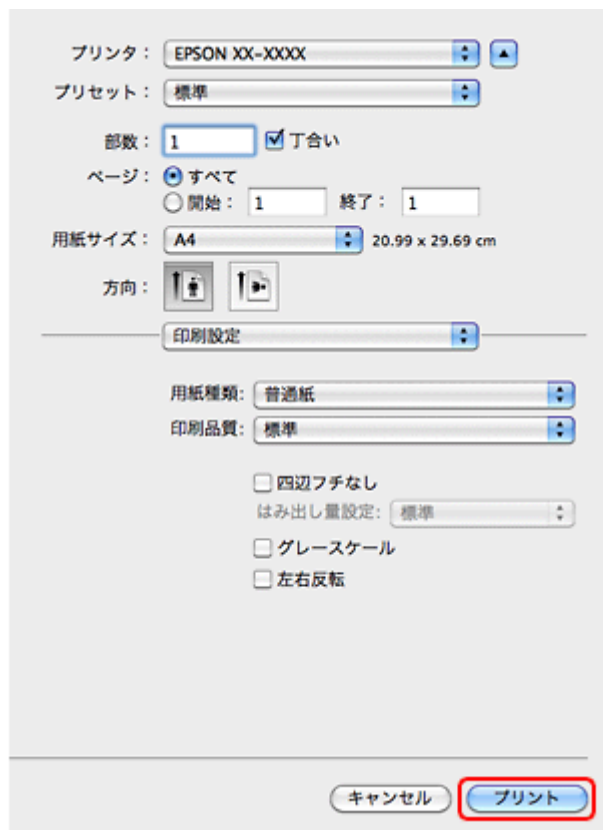 プリンタ： EPSON XX-XXXX
プリセット： 標準
部数： 1 丁合い
ページ： すべて
開始： 1 終了： 1
用紙サイズ： A4 20.99 x 29.69 cm
方向：
印刷設定
用紙種類: 普通紙
印刷品質: 標準
四辺フチなし
はみ出し量設定: 標準
グレースケール
左右反転
キャンセル プリント